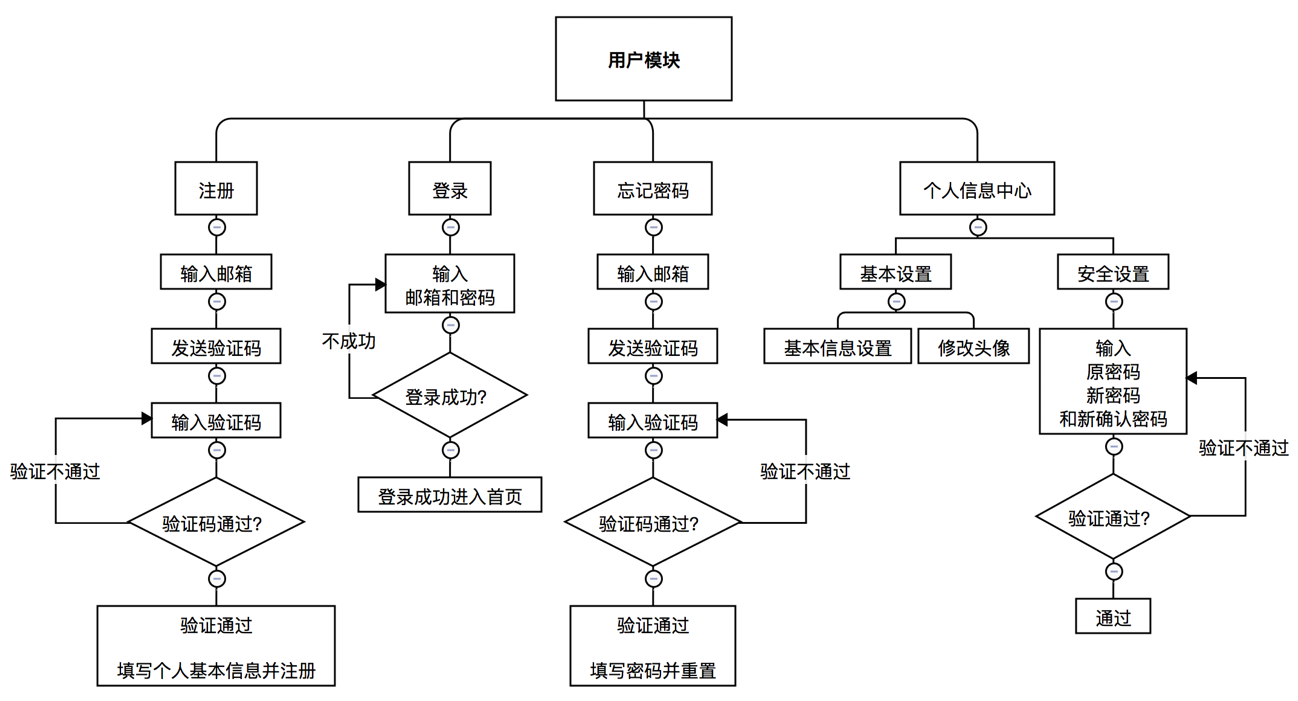 用户模块
注册
登录
忘记密码
个人信息中心
输入邮箱
输入
邮箱和密码
输入邮箱
基本设置
安全设置
不成功
发送验证码
发送验证码
基本信息设置
修改头像
输入
原密码
新密码
和新确认密码
登录成功?
输入验证码
输入验证码
验证不通过
验证不通过
验证不通过
登录成功进入首页
验证码通过?
验证码通过?
验证通过?
验证通过
填写个人基本信息并注册
验证通过
填写密码并重置
通过